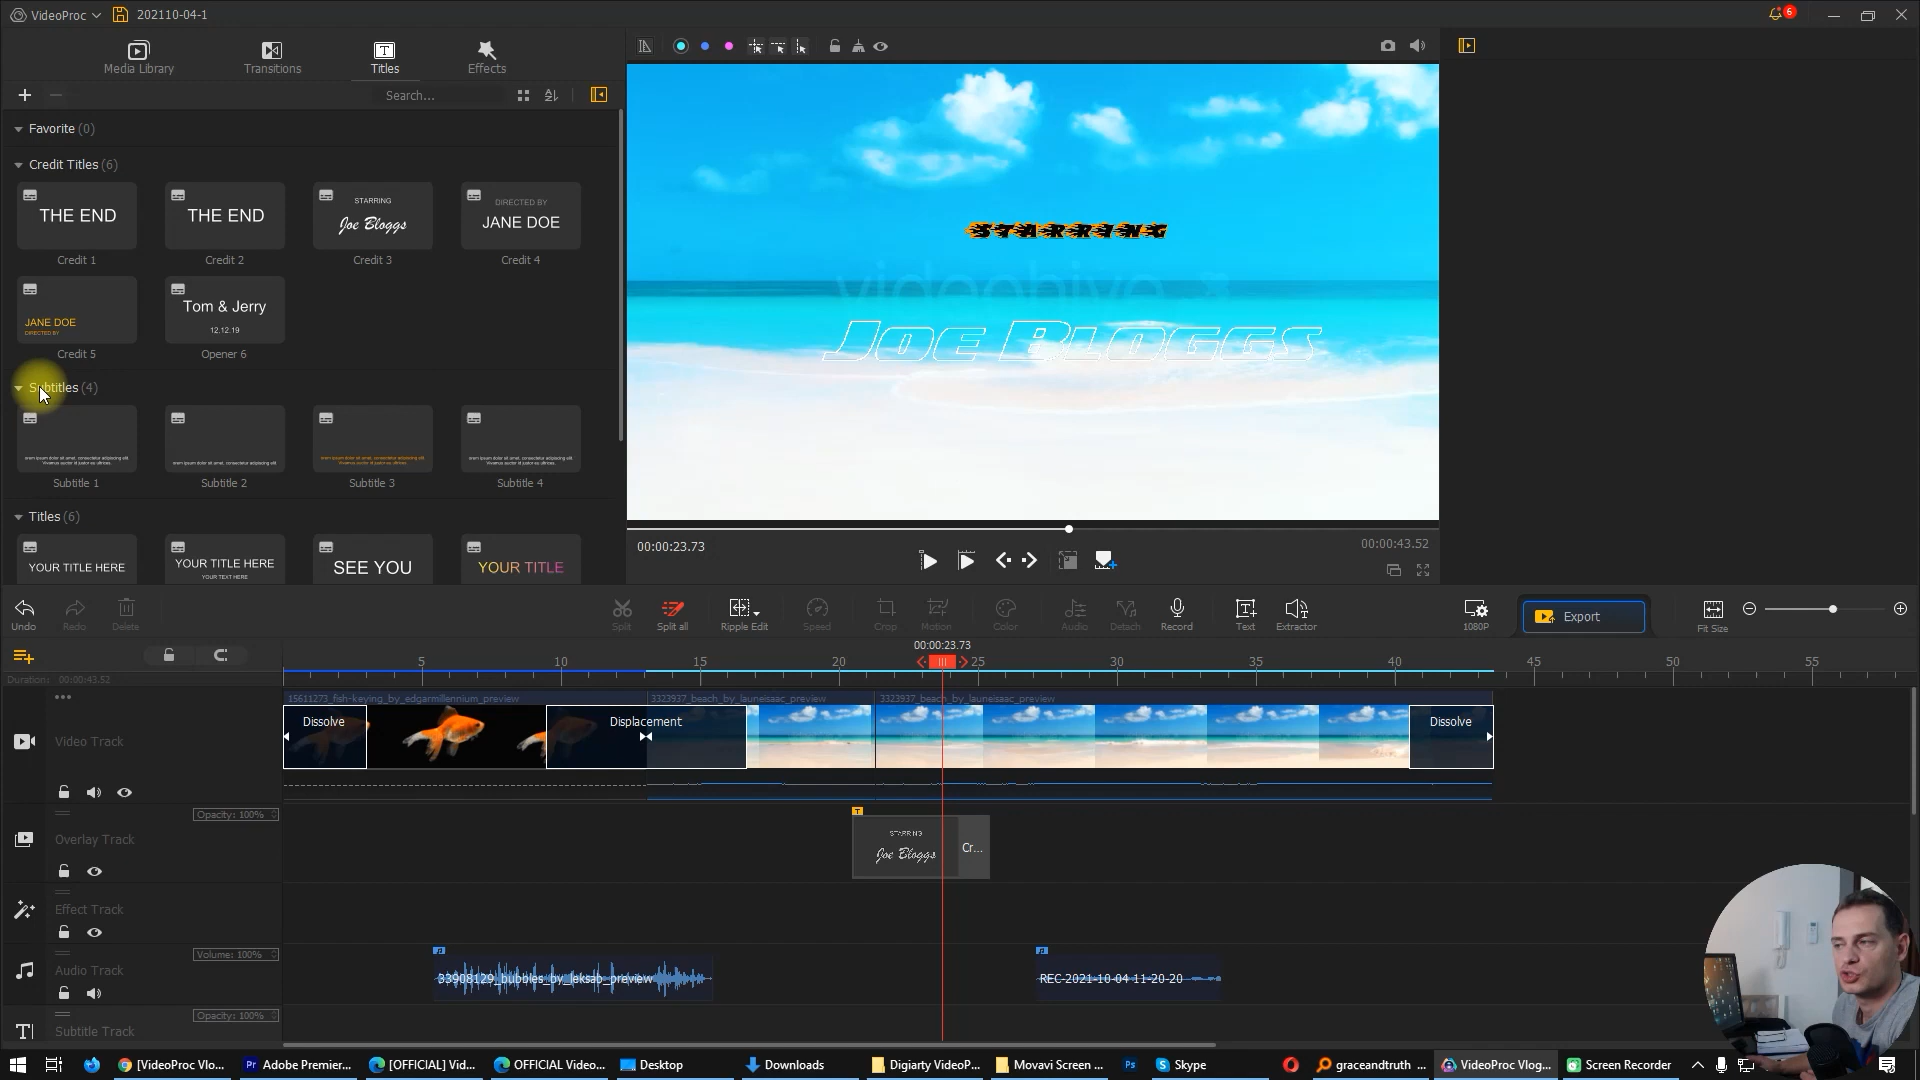 VideoProc
202110-04-1
6
Media Library
Transitions
Titles
Effects
Search...
Favorite (0)
Credit Titles (6)
THE END
THE END
STARRING
Joe Bloggs
DIRECTED BY
JANE DOE
Credit 1
Credit 2
Credit 3
Credit 4
JANE DOE
DIRECTED BY
Tom & Jerry
12.12.19
Credit 5
Opener 6
Subtitles (4)
Subtitle 1
Subtitle 2
Subtitle 3
Subtitle 4
Titles (6)
YOUR TITLE HERE
YOUR TITLE HERE
YOUR TEXT HERE
SEE YOU
YOUR TITLE
STARRING
videohive
JOE BLOGGS
00:00:23.73
00:00:43.52
Undo
Redo
Delete
Split
Split all
Ripple Edit
Speed
Crop
Motion
Color
Audio
Detach
Record
Text
Extractor
1080P
Export
Fit Size
00:00:23.73
5
10
15
20
25
30
35
40
45
50
55
Duration: 00:00:43.52
15611273_fish-keying_by_edgarmillennium_preview
3323937_beach_by_launeisaac_preview
3323937_beach_by_launeisaac_preview
Dissolve
Displacement
Dissolve
Video Track
Opacity: 100%
Overlay Track
STARRING
Joe Bloggs
Cr...
Effect Track
Volume: 100%
Audio Track
33908129_bubbles_by_leksab_preview
REC-2021-10-04 11-20-20
Opacity: 100%
Subtitle Track
[VideoProc Vlo...
Adobe Premier...
[OFFICIAL] Vid...
OFFICIAL Video...
Desktop
Downloads
Digiarty VideoP...
Movavi Screen ...
Skype
graceandtruth ...
VideoProc Vlog...
Screen Recorder